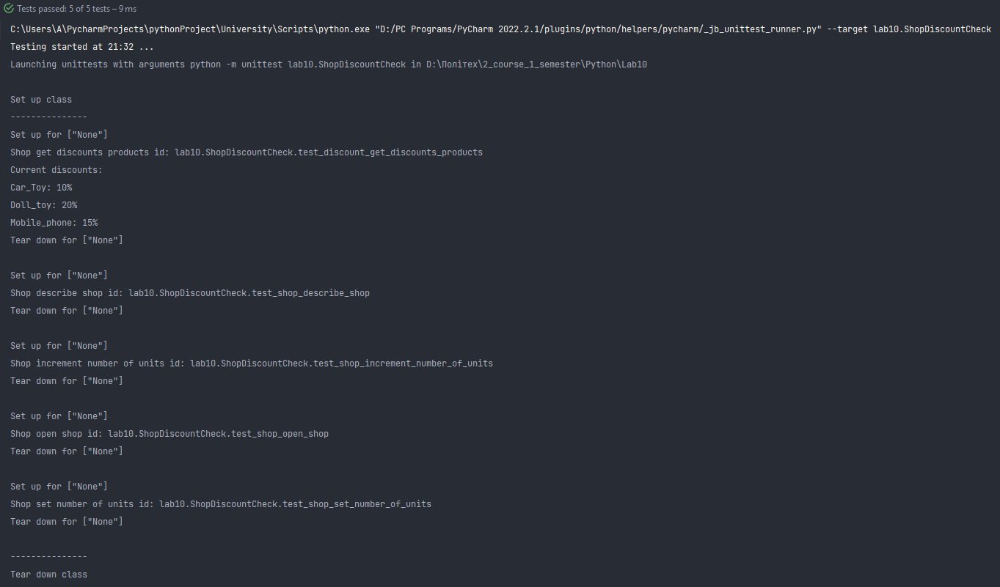 Tests passed: 5 of 5 tests – 9 ms
C:\Users\A\PycharmProjects\pythonProject\University\Scripts\python.exe "D:/PC Programs/PyCharm 2022.2.1/plugins/python/helpers/pycharm/_jb_unittest_runner.py" --target lab10.ShopDiscountCheck
Testing started at 21:32 ...
Launching unittests with arguments python -m unittest lab10.ShopDiscountCheck in D:\Політех\2_course_1_semester\Python\Lab10
Set up class
---------------
Set up for ["None"]
Shop get discounts products id: lab10.ShopDiscountCheck.test_discount_get_discounts_products
Current discounts:
Car_Toy: 10%
Doll_toy: 20%
Mobile_phone: 15%
Tear down for ["None"]
Set up for ["None"]
Shop describe shop id: lab10.ShopDiscountCheck.test_shop_describe_shop
Tear down for ["None"]
Set up for ["None"]
Shop increment number of units id: lab10.ShopDiscountCheck.test_shop_increment_number_of_units
Tear down for ["None"]
Set up for ["None"]
Shop open shop id: lab10.ShopDiscountCheck.test_shop_open_shop
Tear down for ["None"]
Set up for ["None"]
Shop set number of units id: lab10.ShopDiscountCheck.test_shop_set_number_of_units
Tear down for ["None"]
---------------
Tear down class